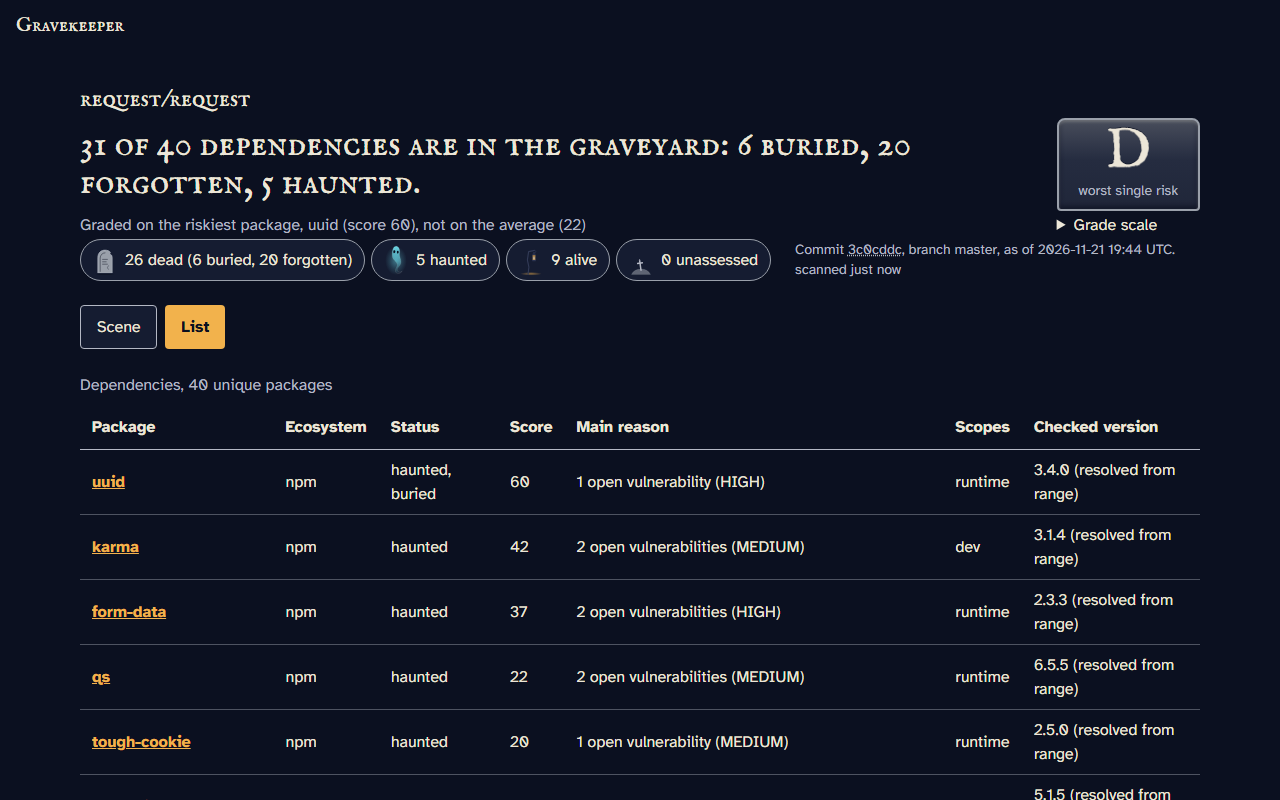 Gravekeeper
request/request
31 of 40 dependencies are in the graveyard: 6 buried, 20
forgotten, 5 haunted.
D
worst single risk
Graded on the riskiest package, uuid (score 60), not on the average (22)
▶ Grade scale
26 dead (6 buried, 20 forgotten)
5 haunted
9 alive
0 unassessed
Commit 3c0cddc, branch master, as of 2026-11-21 19:44 UTC.
scanned just now
Scene
List
Dependencies, 40 unique packages
Package Ecosystem Status Score Main reason Scopes Checked version
uuid npm haunted, buried 60 1 open vulnerability (HIGH) runtime 3.4.0 (resolved from range)
karma npm haunted 42 2 open vulnerabilities (MEDIUM) dev 3.1.4 (resolved from range)
form-data npm haunted 37 2 open vulnerabilities (HIGH) runtime 2.3.3 (resolved from range)
qs npm haunted 22 2 open vulnerabilities (MEDIUM) runtime 6.5.5 (resolved from range)
tough-cookie npm haunted 20 1 open vulnerability (MEDIUM) runtime 2.5.0 (resolved from range)
5.1.5 (resolved from